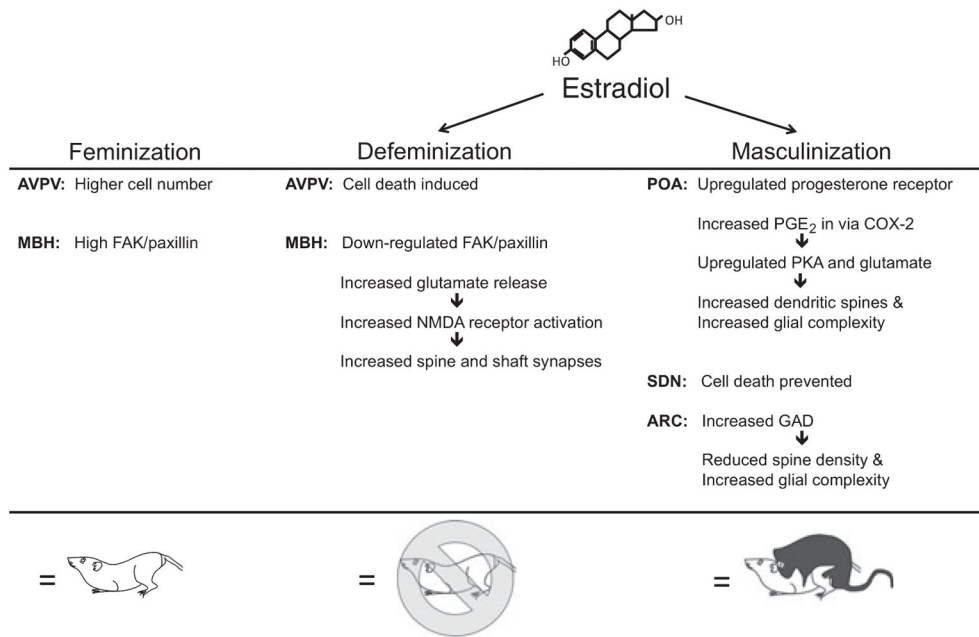 OH
HO
Estradiol
Feminization
AVPV: Higher cell number
MBH: High FAK/paxillin
Defeminization
AVPV: Cell death induced
MBH: Down-regulated FAK/paxillin
Increased glutamate release
Increased NMDA receptor activation
Increased spine and shaft synapses
Masculinization
POA: Upregulated progesterone receptor
Increased PGE2 in via COX-2
Upregulated PKA and glutamate
Increased dendritic spines &
Increased glial complexity
SDN: Cell death prevented
ARC: Increased GAD
Reduced spine density &
Increased glial complexity
=
=
=